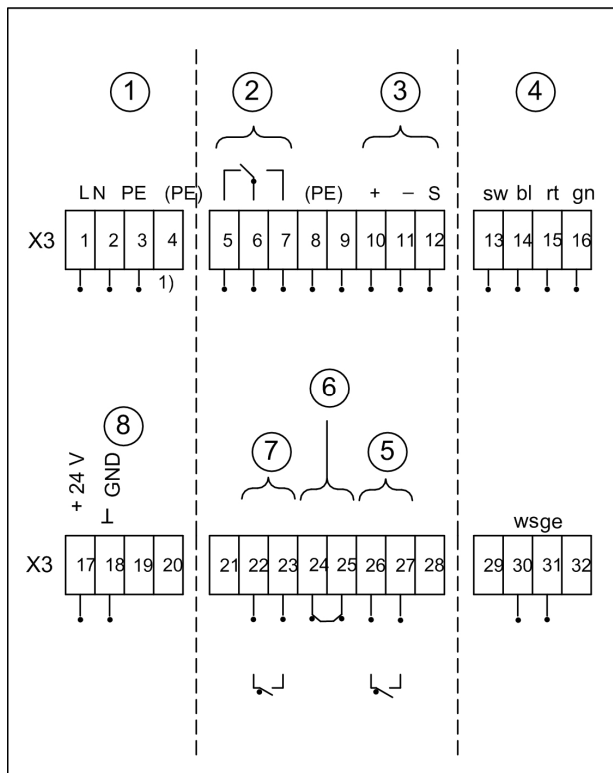 1 2 3 4
L N PE (PE) (PE) + – S sw bl rt gn
X3 1 2 3 4 5 6 7 8 9 10 11 12 13 14 15 16
1)
6
8 7 5
+ 24 V
⊥ GND
wsge
X3 17 18 19 20 21 22 23 24 25 26 27 28 29 30 31 32